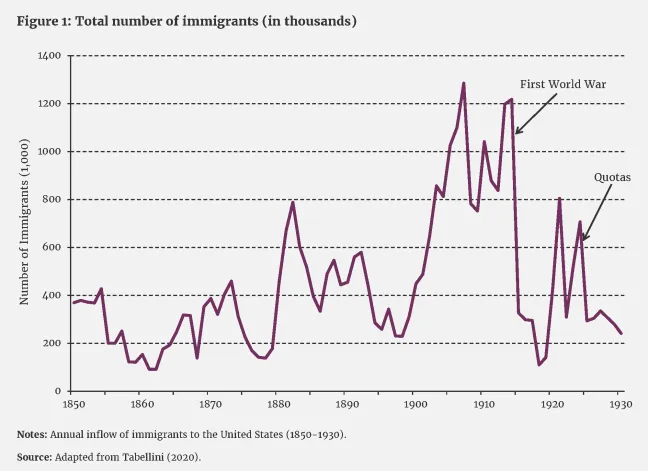 Figure 1: Total number of immigrants (in thousands)
1400
1200
1000
800
600
400
200
0
Number of Immigrants (1,000)
First World War
Quotas
1850 1860 1870 1880 1890 1900 1910 1920 1930
Notes: Annual inflow of immigrants to the United States (1850-1930).
Source: Adapted from Tabellini (2020).